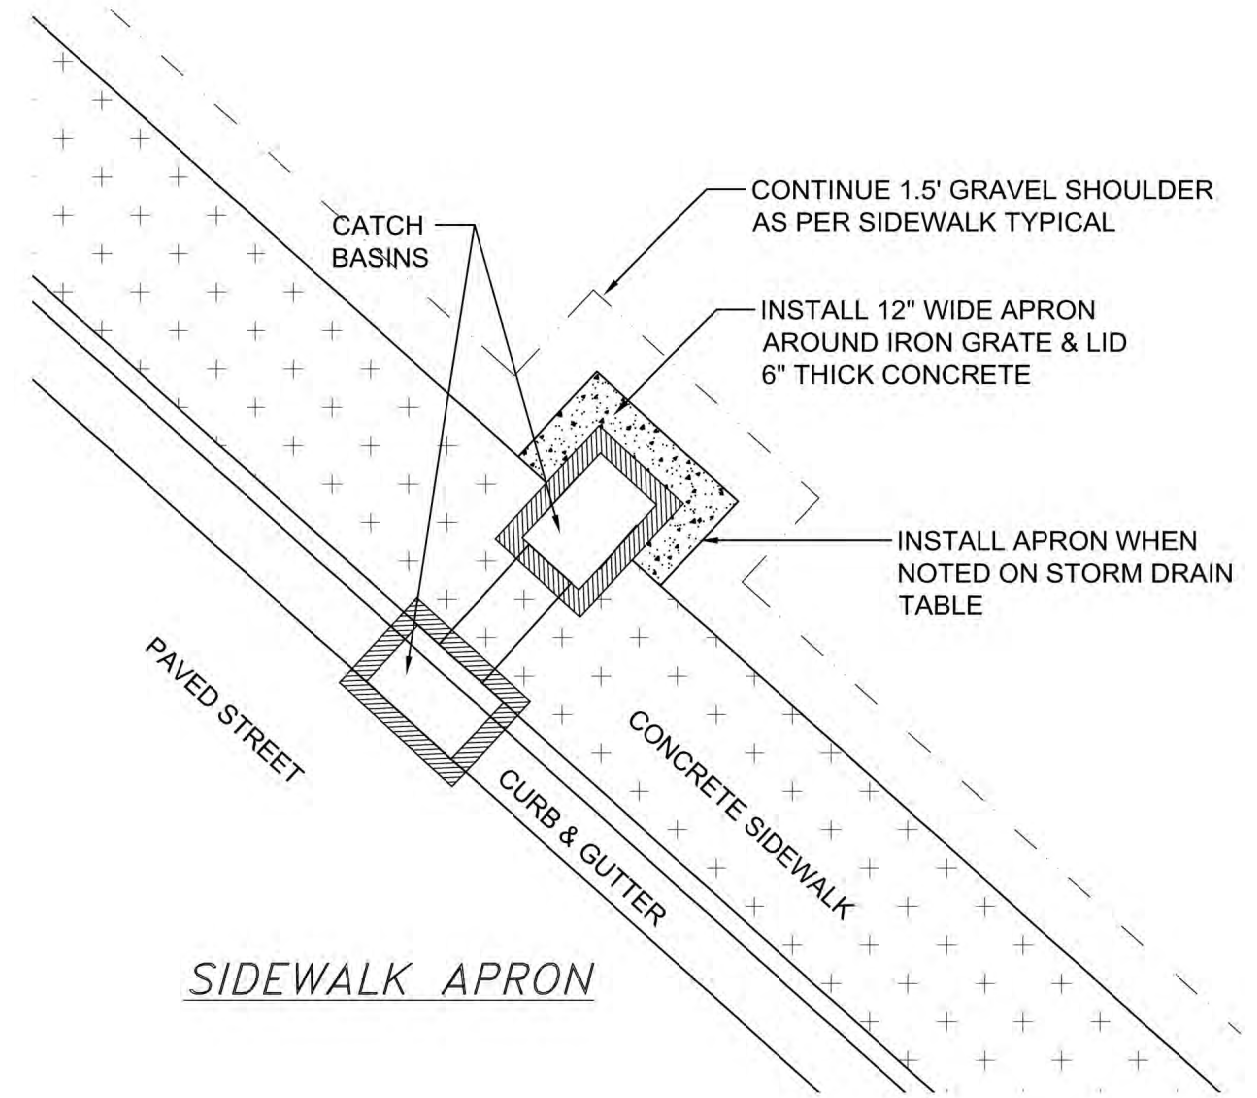 CONTINUE 1.5' GRAVEL SHOULDER
AS PER SIDEWALK TYPICAL
CATCH
BASINS
INSTALL 12" WIDE APRON
AROUND IRON GRATE & LID
6" THICK CONCRETE
INSTALL APRON WHEN
NOTED ON STORM DRAIN
TABLE
PAVED STREET
CONCRETE SIDEWALK
CURB & GUTTER
SIDEWALK APRON